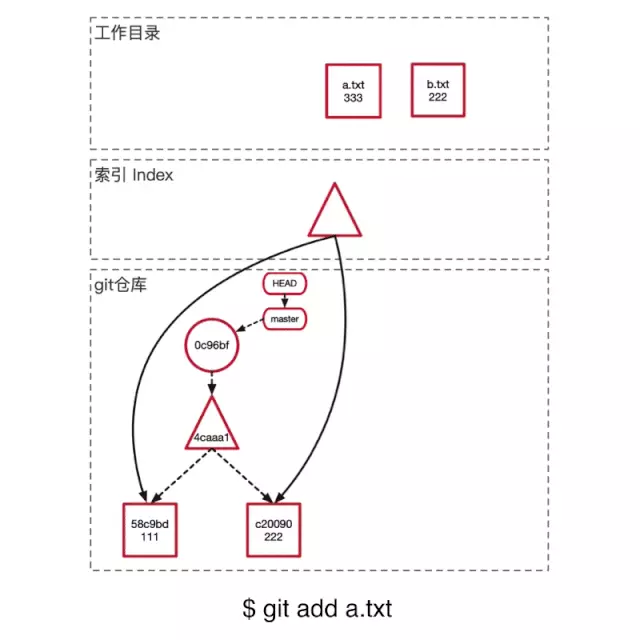 工作目录
a.txt
333
b.txt
222
索引 Index
git仓库
HEAD
master
0c96bf
4caaa1
58c9bd
111
c20090
222
$ git add a.txt